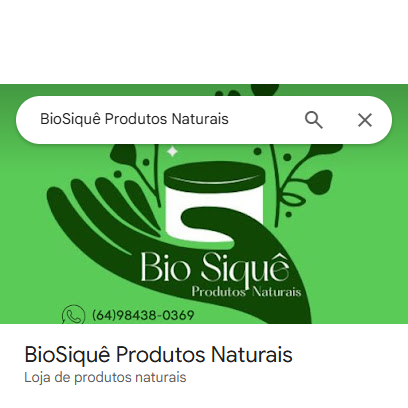 BioSiquê Produtos Naturais
Bio Siquê
Produtos Naturais
(64)98438-0369
BioSiquê Produtos Naturais
Loja de produtos naturais